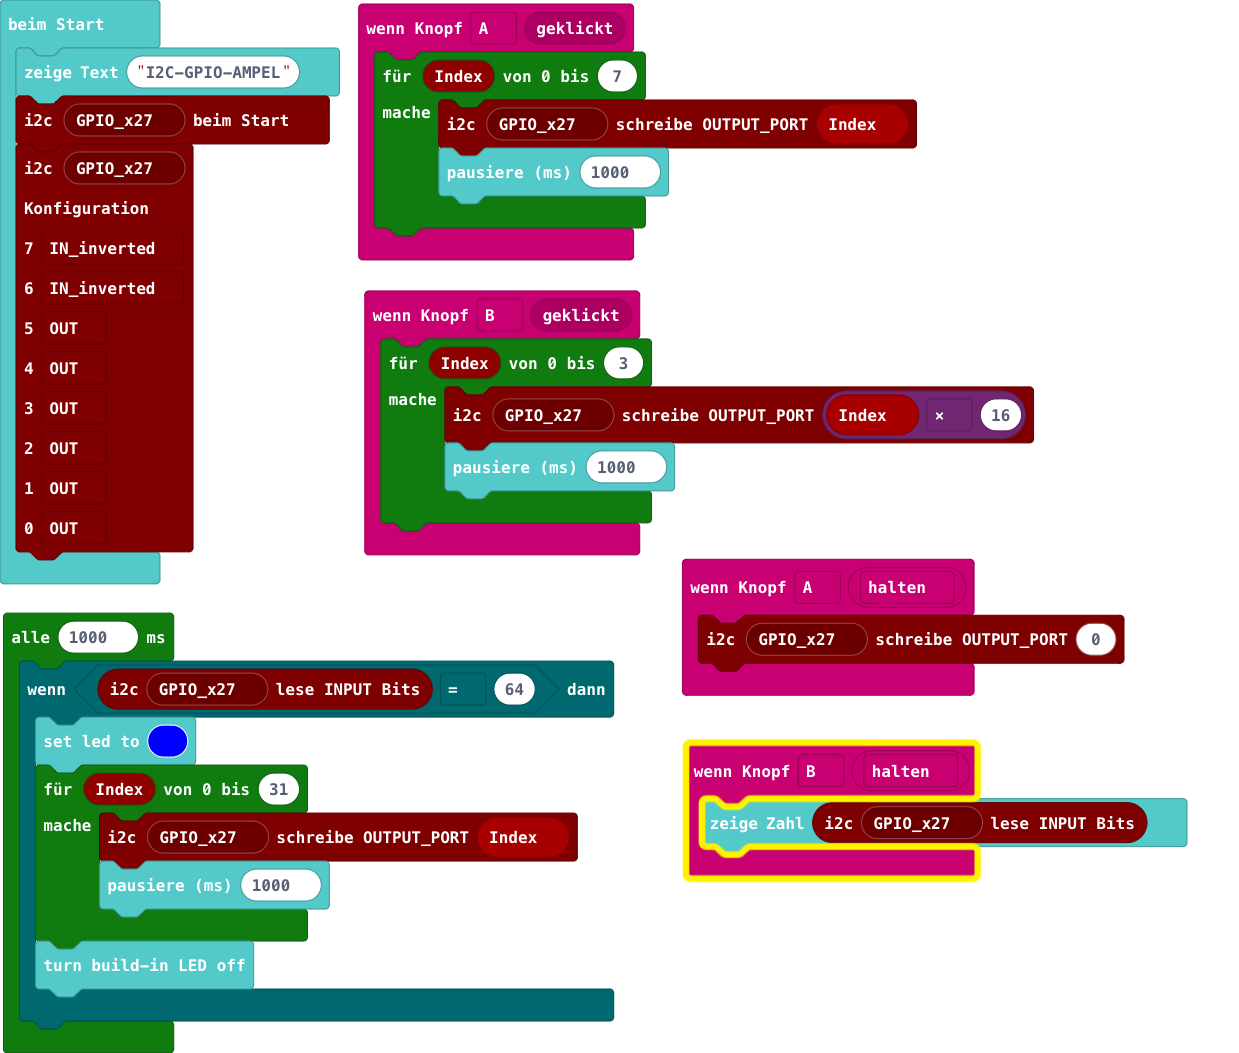 beim Start
zeige Text "I2C-GPIO-AMPEL"
i2c GPIO_x27 beim Start
i2c GPIO_x27
Konfiguration
7 IN_inverted
6 IN_inverted
5 OUT
4 OUT
3 OUT
2 OUT
1 OUT
0 OUT
wenn Knopf A geklickt
für Index von 0 bis 7
mache
i2c GPIO_x27 schreibe OUTPUT_PORT Index
pausiere (ms) 1000
wenn Knopf B geklickt
für Index von 0 bis 3
mache
i2c GPIO_x27 schreibe OUTPUT_PORT Index × 16
pausiere (ms) 1000
wenn Knopf A halten
i2c GPIO_x27 schreibe OUTPUT_PORT 0
alle 1000 ms
wenn i2c GPIO_x27 lese INPUT Bits = 64 dann
set led to
für Index von 0 bis 31
mache
i2c GPIO_x27 schreibe OUTPUT_PORT Index
pausiere (ms) 1000
turn build-in LED off
wenn Knopf B halten
zeige Zahl i2c GPIO_x27 lese INPUT Bits